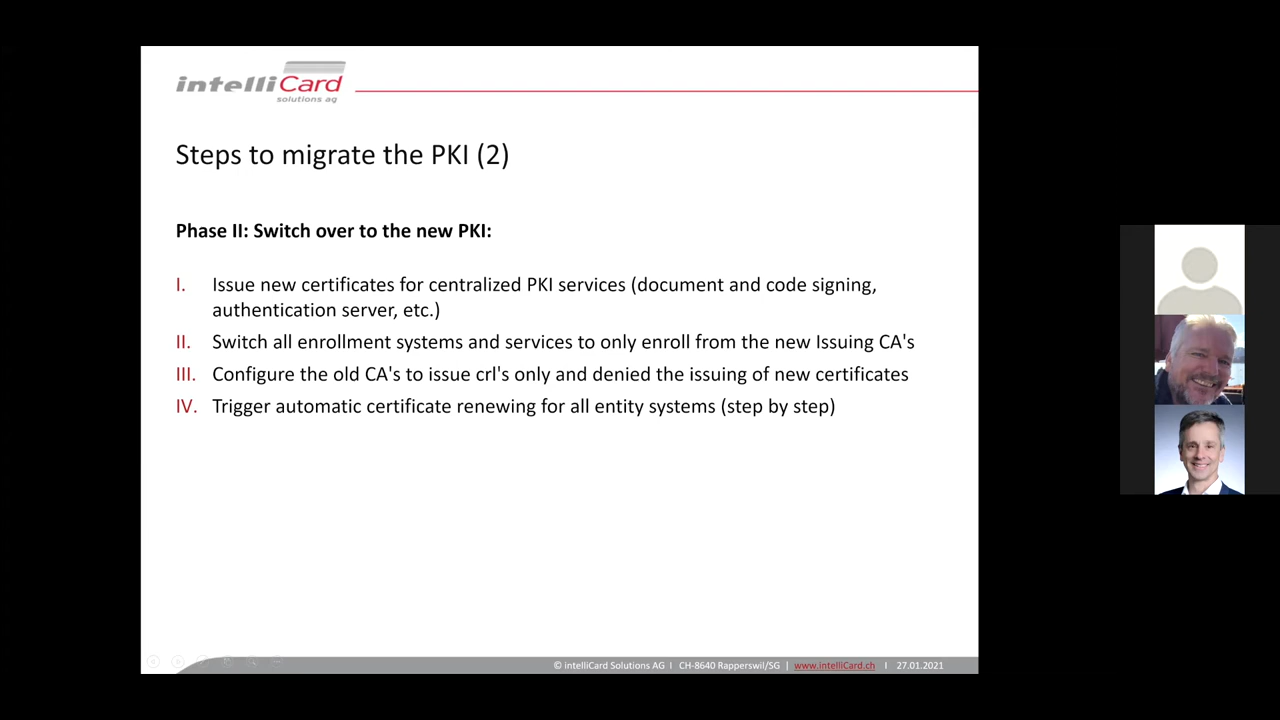 intelliCard
solutions ag
Steps to migrate the PKI (2)
Phase II: Switch over to the new PKI:
I. Issue new certificates for centralized PKI services (document and code signing,
authentication server, etc.)
II. Switch all enrollment systems and services to only enroll from the new Issuing CA's
III. Configure the old CA's to issue crl's only and denied the issuing of new certificates
IV. Trigger automatic certificate renewing for all entity systems (step by step)
© intelliCard Solutions AG I CH-8640 Rapperswil/SG | www.intelliCard.ch I 27.01.2021